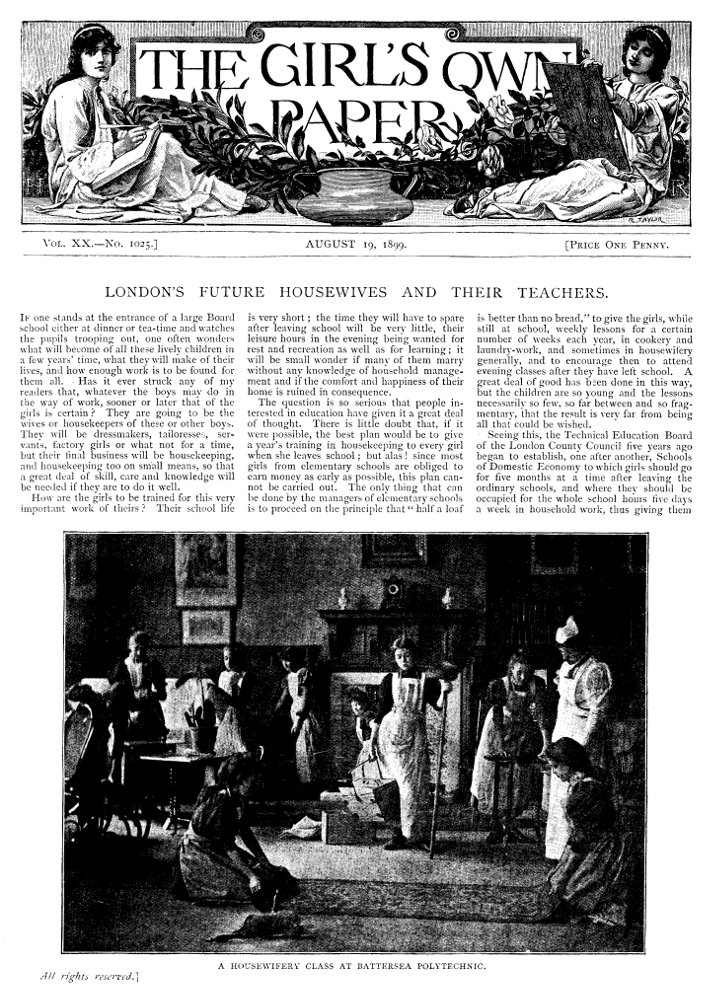 THE GIRL'S OWN
PAPER
R. TAYLOR
VOL. XX.—No. 1025.]
AUGUST 19, 1899.
[PRICE ONE PENNY.
LONDON'S FUTURE HOUSEWIVES AND THEIR TEACHERS.
IF one stands at the entrance of a large Board
school either at dinner or tea-time and watches
the pupils trooping out, one often wonders
what will become of all these lively children in
a few years' time, what they will make of their
lives, and how enough work is to be found for
them all. Has it ever struck any of my
readers that, whatever the boys may do in
the way of work, sooner or later that of the
girls is certain? They are going to be the
wives or housekeepers of these or other boys.
They will be dressmakers, tailoresses, ser-
vants, factory girls or what not for a time,
but their final business will be housekeeping,
and housekeeping too on small means, so that
a great deal of skill, care and knowledge will
be needed if they are to do it well.
How are the girls to be trained for this very
important work of theirs? Their school life
is very short; the time they will have to spare
after leaving school will be very little, their
leisure hours in the evening being wanted for
rest and recreation as well as for learning; it
will be small wonder if many of them marry
without any knowledge of household manage-
ment and if the comfort and happiness of their
home is ruined in consequence.
The question is so serious that people in-
terested in education have given it a great deal
of thought. There is little doubt that, if it
were possible, the best plan would be to give
a year's training in housekeeping to every girl
when she leaves school; but alas! since most
girls from elementary schools are obliged to
earn money as early as possible, this plan can-
not be carried out. The only thing that can
be done by the managers of elementary schools
is to proceed on the principle that "half a loaf
is better than no bread," to give the girls, while
still at school, weekly lessons for a certain
number of weeks each year, in cookery and
laundry-work, and sometimes in housewifery
generally, and to encourage then to attend
evening classes after they have left school. A
great deal of good has been done in this way,
but the children are so young and the lessons
necessarily so few, so far between and so frag-
mentary, that the result is very far from being
all that could be wished.
Seeing this, the Technical Education Board
of the London County Council five years ago
began to establish, one after another, Schools
of Domestic Economy to which girls should go
for five months at a time after leaving the
ordinary schools, and where they should be
occupied for the whole school hours five days
a week in household work, thus giving them
A HOUSEWIFERY CLASS AT BATTERSEA POLYTECHNIC.
All rights reserved.]